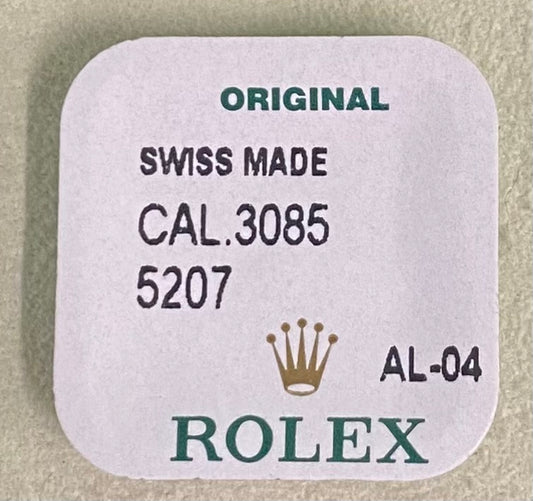 ORIGINAL
SWISS MADE
CAL.3085
5207
AL-04
ROLEX